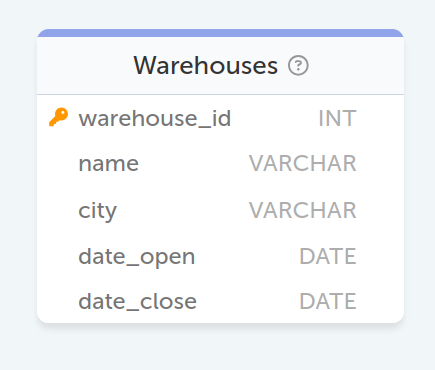 Warehouses ?
warehouse_id INT
name VARCHAR
city VARCHAR
date_open DATE
date_close DATE